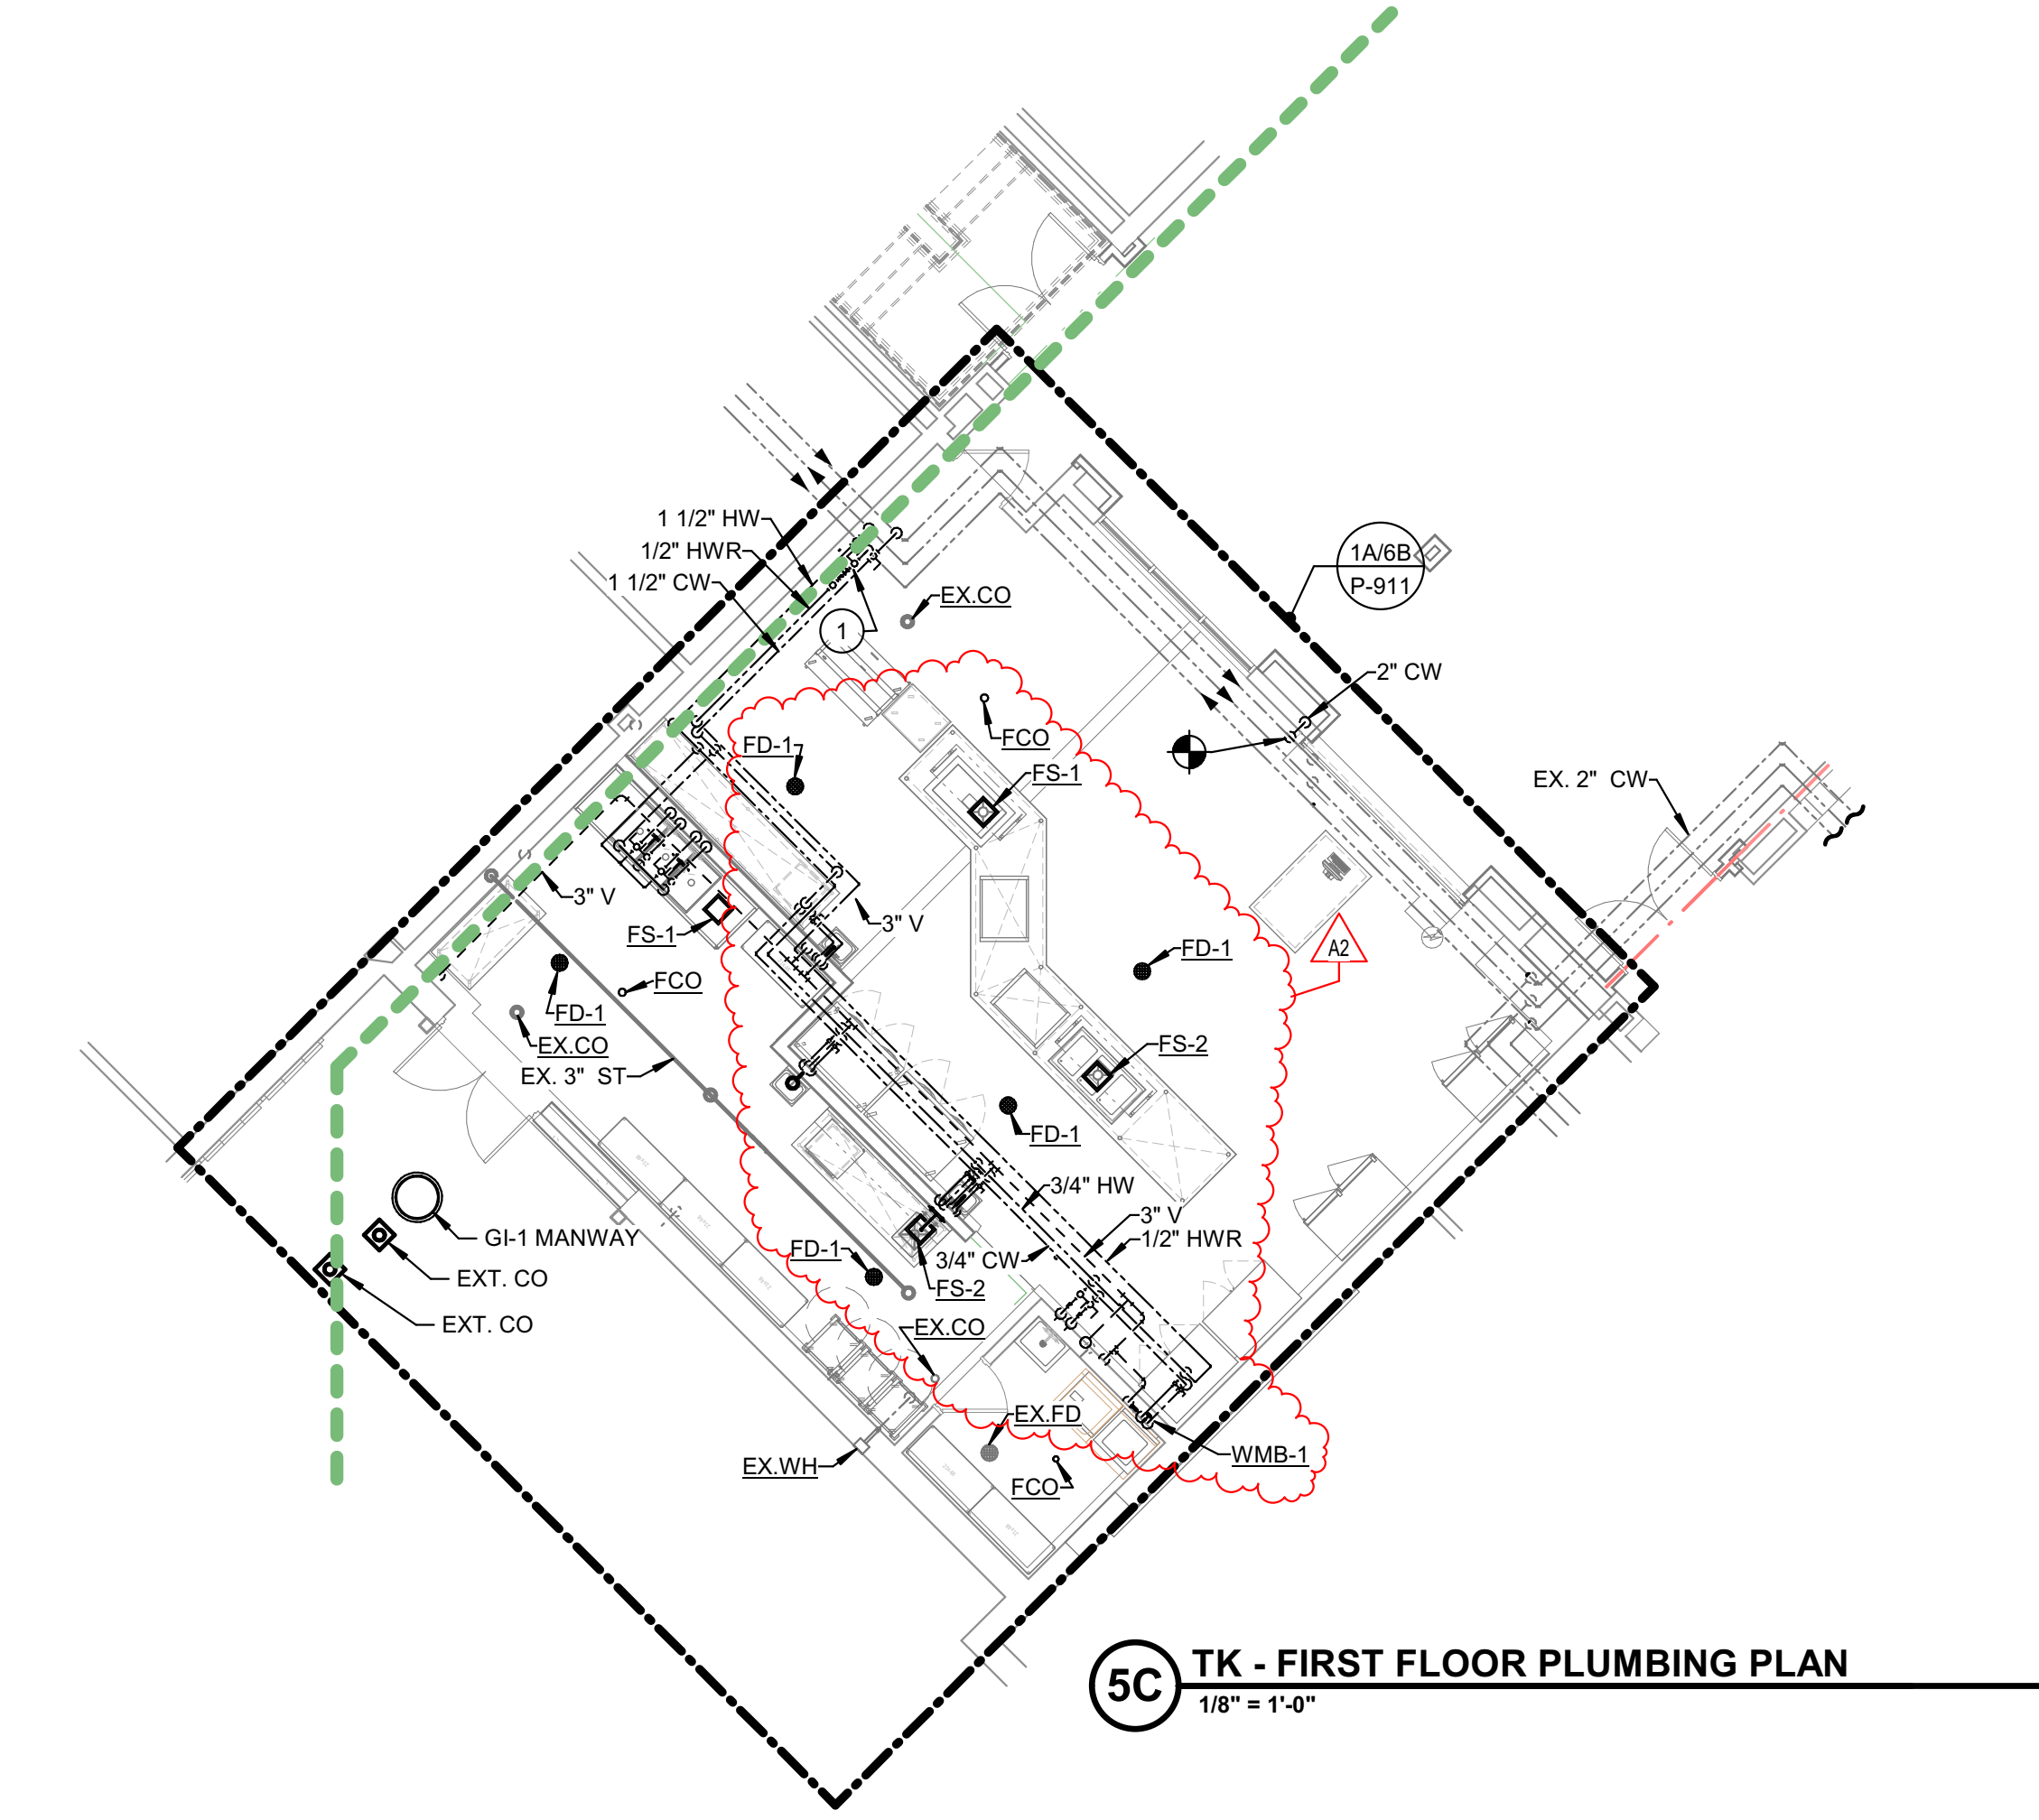 1 1/2" HW
1/2" HWR
1 1/2" CW
EX.CO
1
1A/6B
P-911
2" CW
FCO
FD-1
FS-1
EX. 2" CW
3" V
3" V
FS-1
FD-1
A2
FCO
FD-1
EX.CO
FS-2
EX. 3" ST
FD-1
3/4" HW
3" V
1/2" HWR
GI-1 MANWAY
FD-1
3/4" CW
EXT. CO
FS-2
EXT. CO
EX.CO
EX.FD
WMB-1
EX.WH
FCO
5C
TK - FIRST FLOOR PLUMBING PLAN
1/8" = 1'-0"